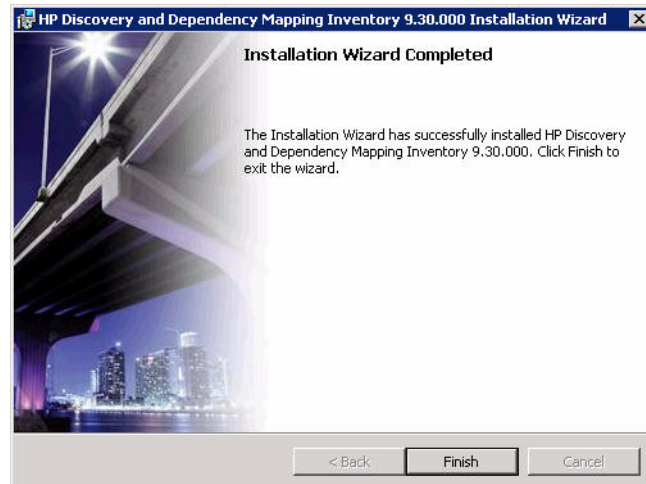 HP Discovery and Dependency Mapping Inventory 9.30.000 Installation Wizard
Installation Wizard Completed
The Installation Wizard has successfully installed HP Discovery
and Dependency Mapping Inventory 9.30.000. Click Finish to
exit the wizard.
< Back
Finish
Cancel